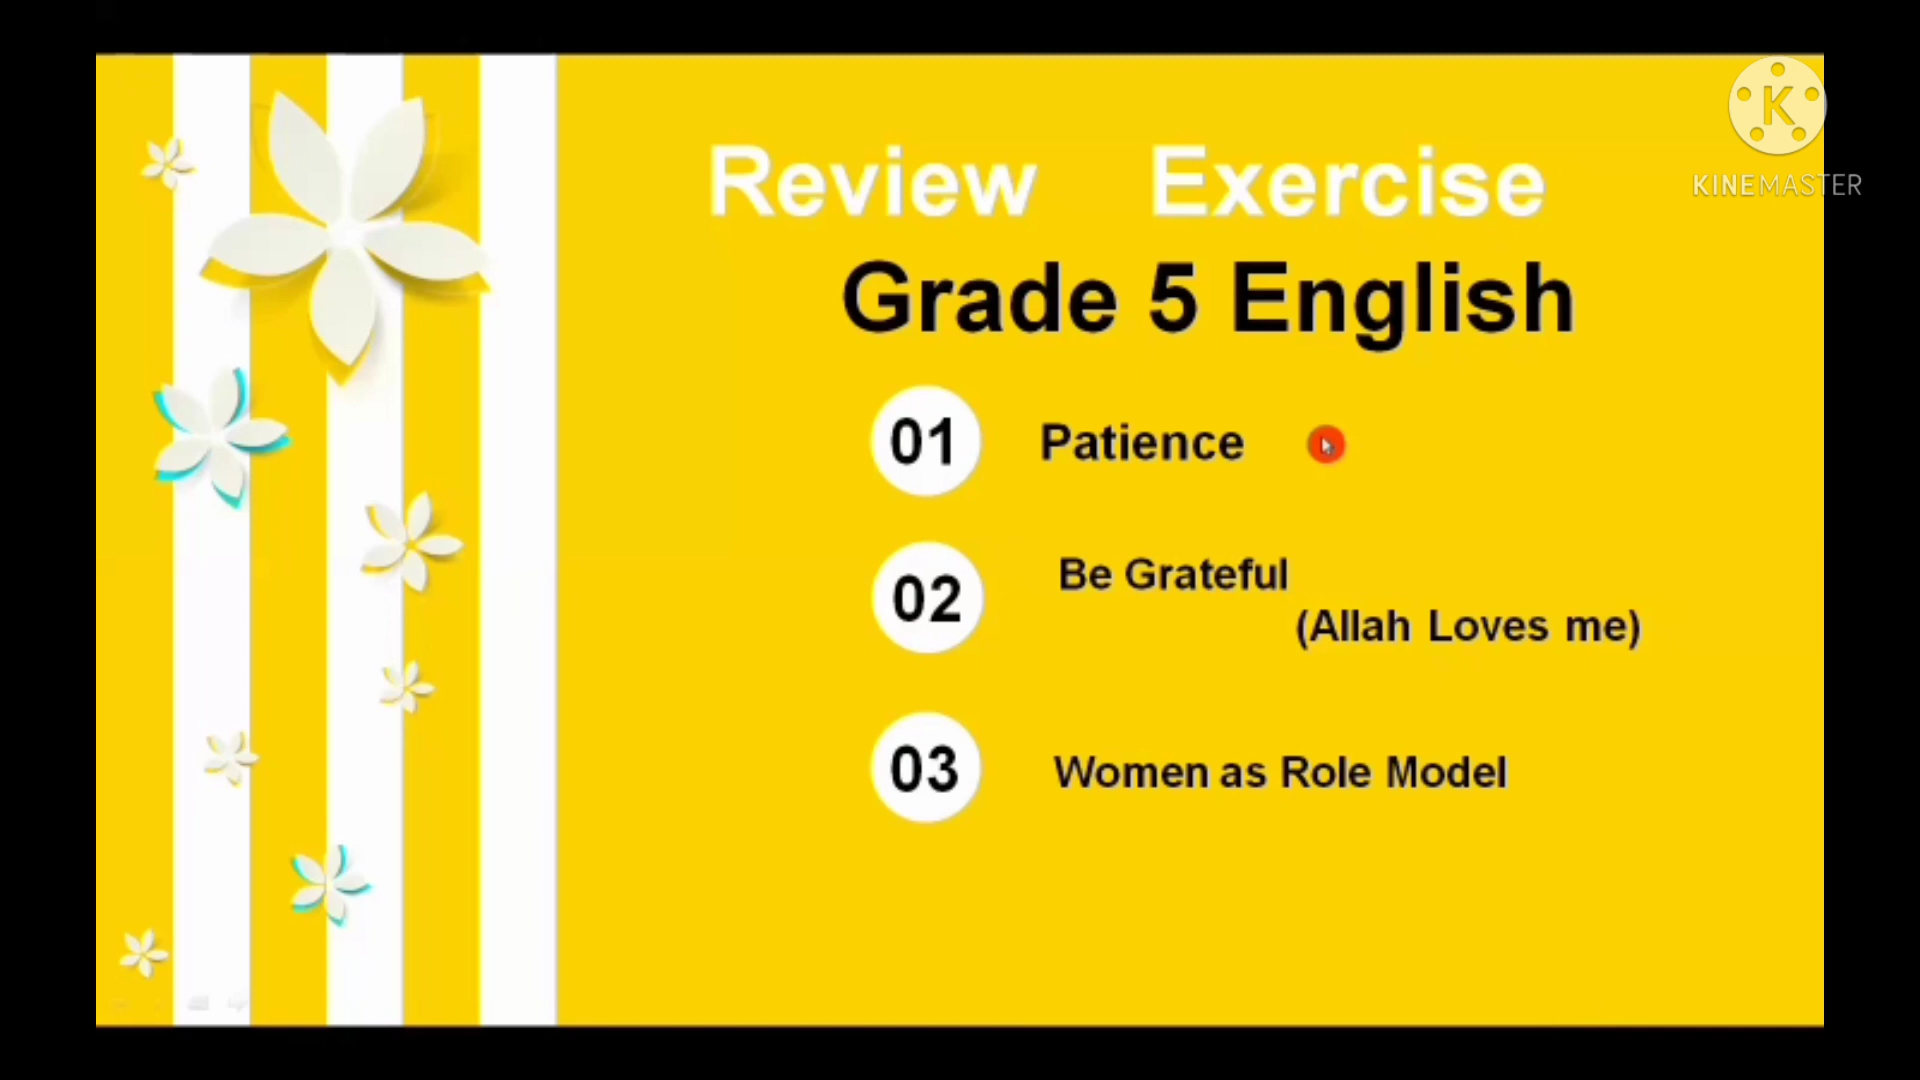 Review Exercise
Grade 5 English
01 Patience
02 Be Grateful
(Allah Loves me)
03 Women as Role Model
K
KINEMASTER